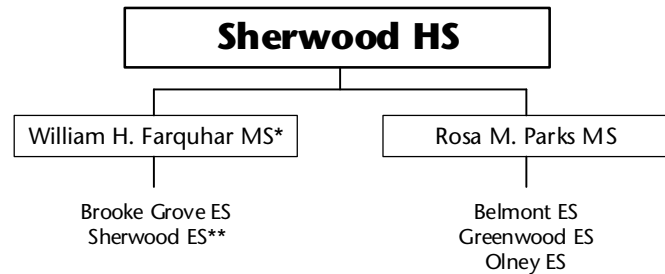 Sherwood HS
William H. Farquhar MS*
Rosa M. Parks MS
Brooke Grove ES
Sherwood ES**
Belmont ES
Greenwood ES
Olney ES